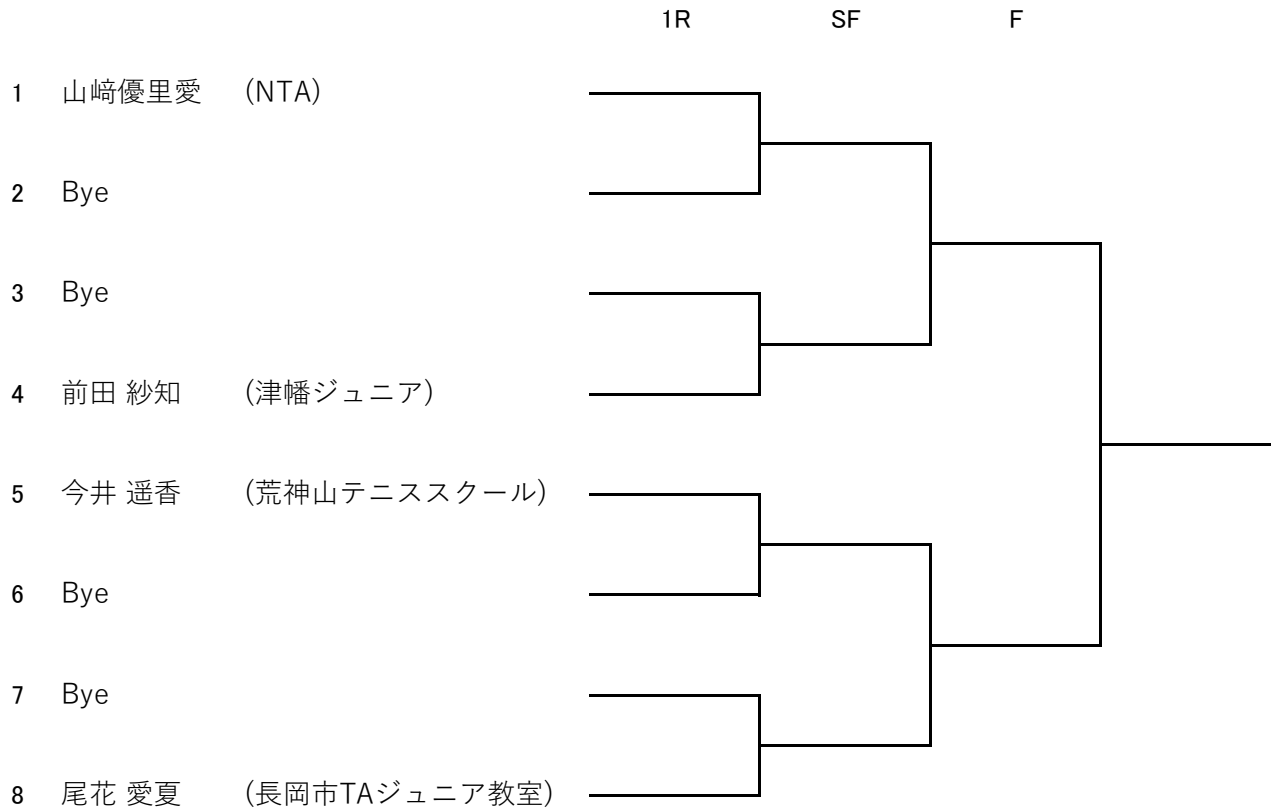 1R SF F
1 山﨑優里愛 (NTA)
2 Bye
3 Bye
4 前田 紗知 (津幡ジュニア)
5 今井 遥香 (荒神山テニススクール)
6 Bye
7 Bye
8 尾花 愛夏 (長岡市TAジュニア教室)